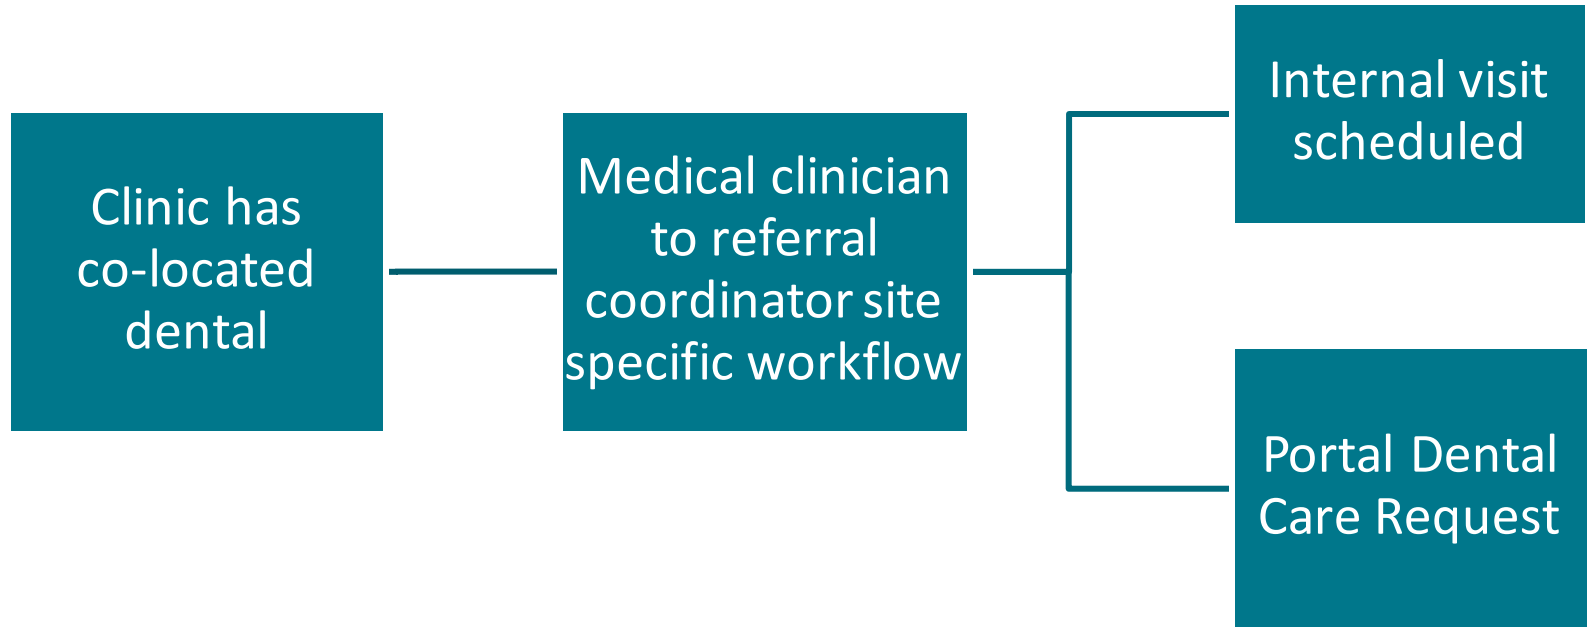 Clinic has
co-located
dental
Medical clinician
to referral
coordinator site
specific workflow
Internal visit
scheduled
Portal Dental
Care Request